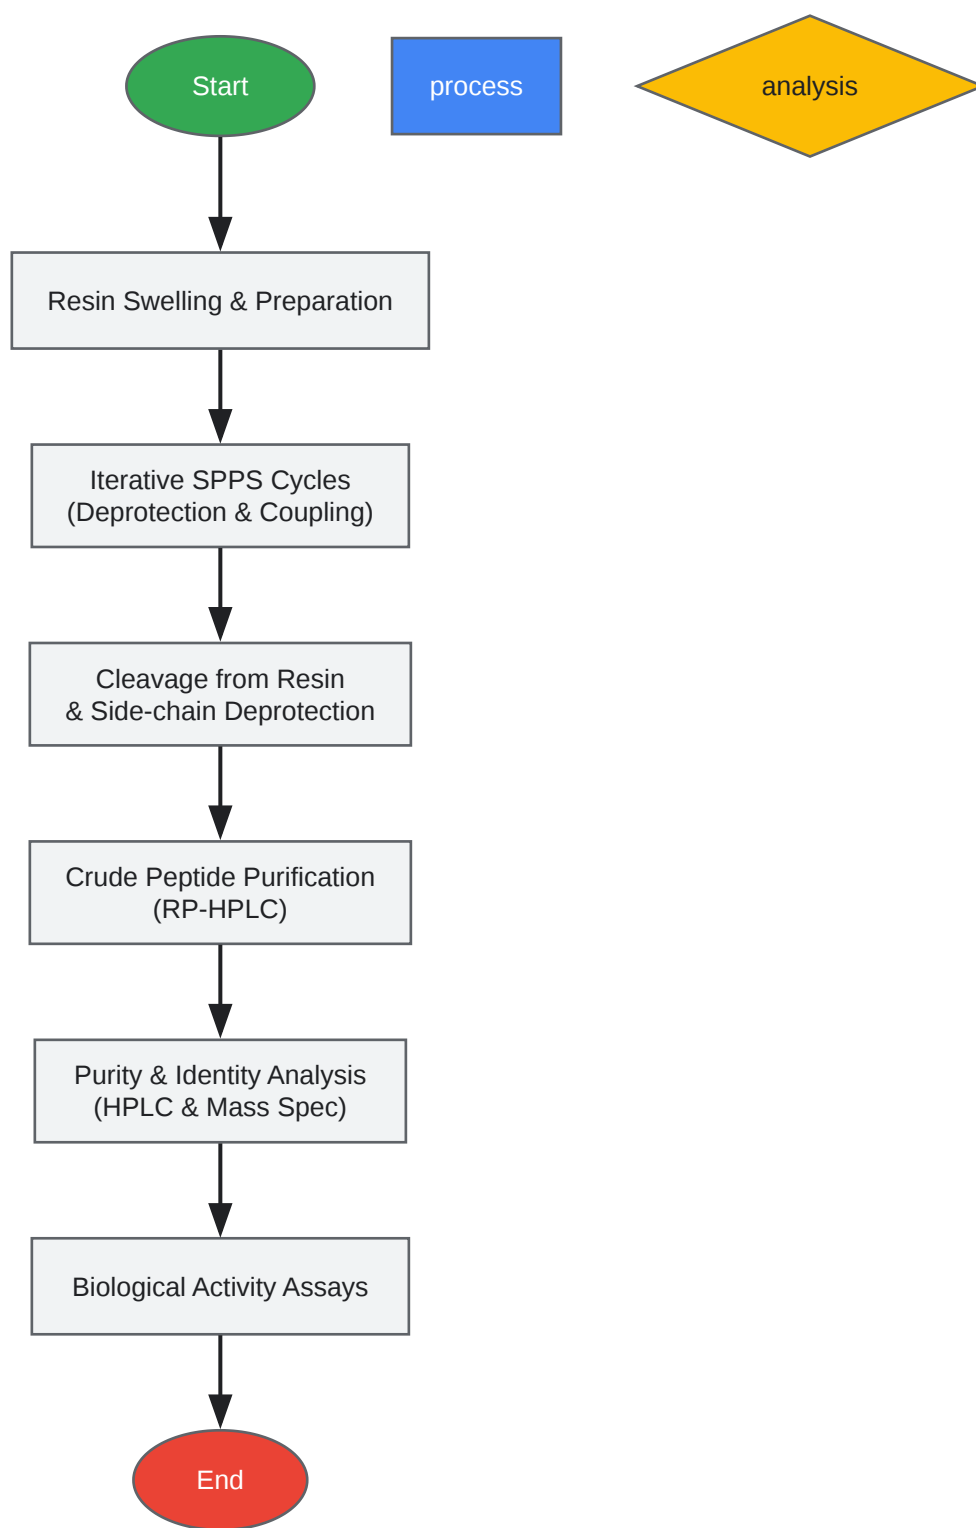 Start
process
analysis
Resin Swelling & Preparation
Iterative SPPS Cycles
(Deprotection & Coupling)
Cleavage from Resin
& Side-chain Deprotection
Crude Peptide Purification
(RP-HPLC)
Purity & Identity Analysis
(HPLC & Mass Spec)
Biological Activity Assays
End